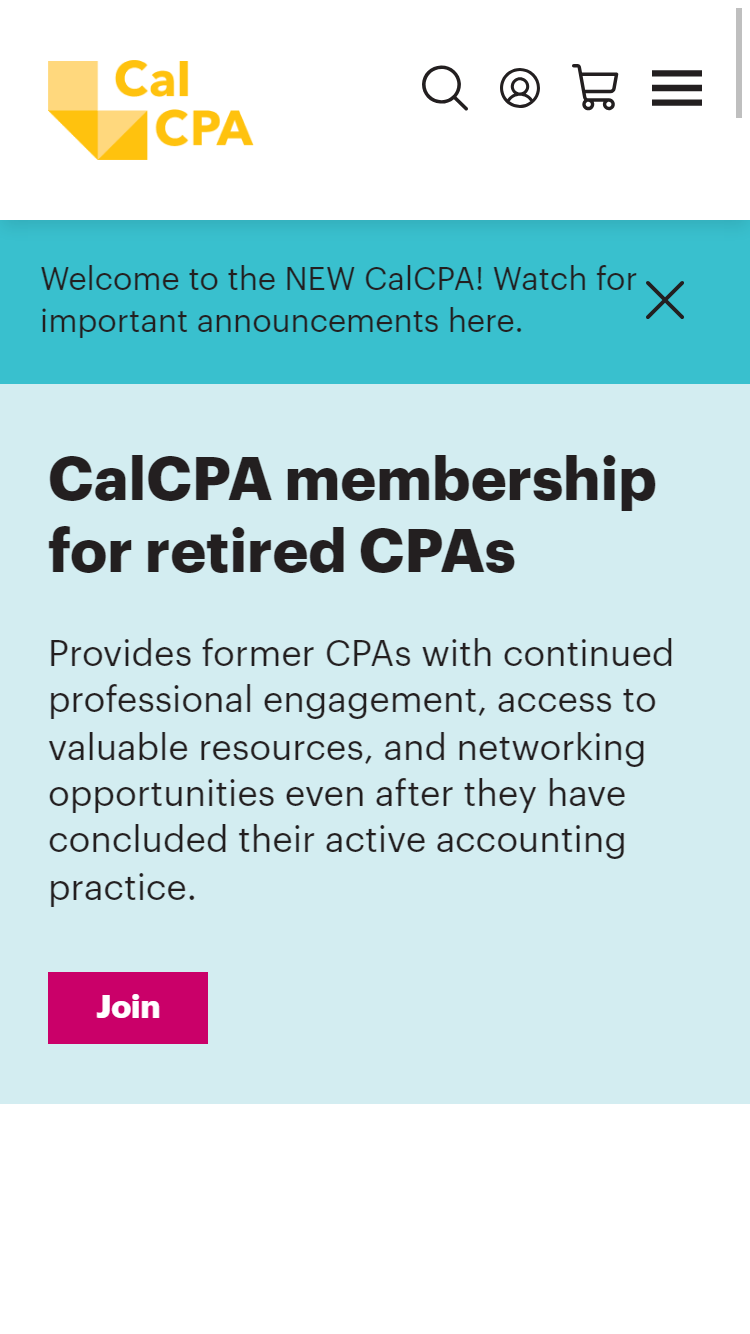 Cal
CPA
Welcome to the NEW CalCPA! Watch for
important announcements here.
CalCPA membership
for retired CPAs
Provides former CPAs with continued
professional engagement, access to
valuable resources, and networking
opportunities even after they have
concluded their active accounting
practice.
Join